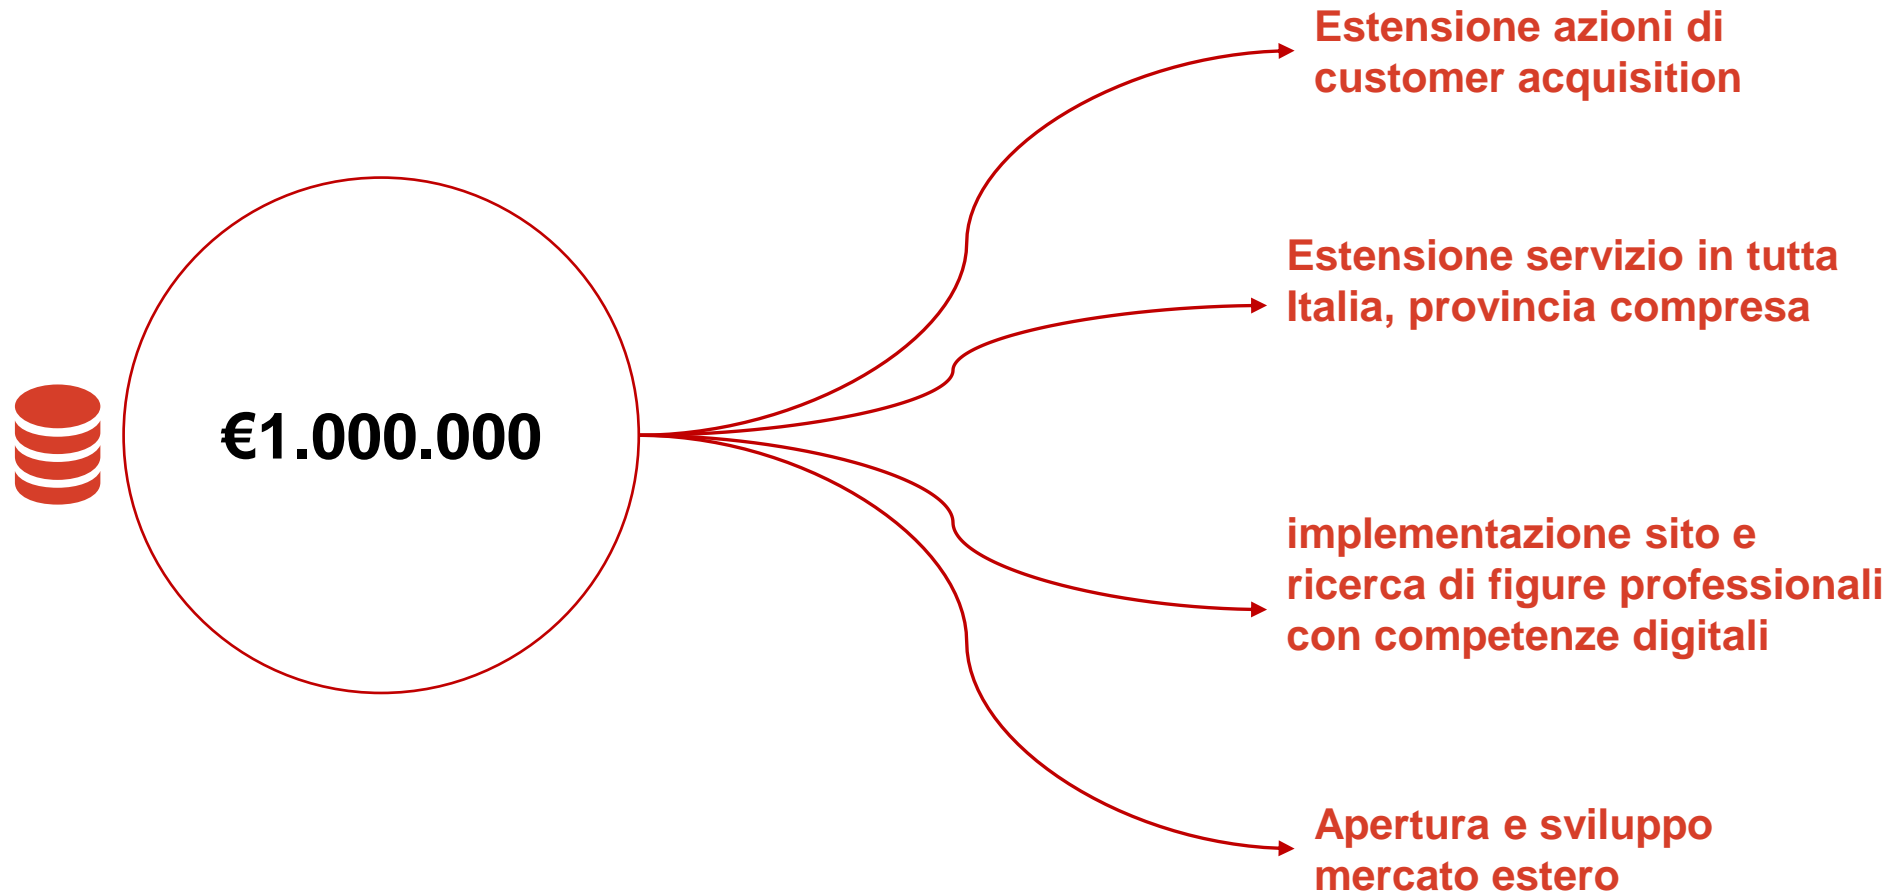 Estensione azioni di
customer acquisition
Estensione servizio in tutta
Italia, provincia compresa
€1.000.000
implementazione sito e
ricerca di figure professionali
con competenze digitali
Apertura e sviluppo
mercato estero